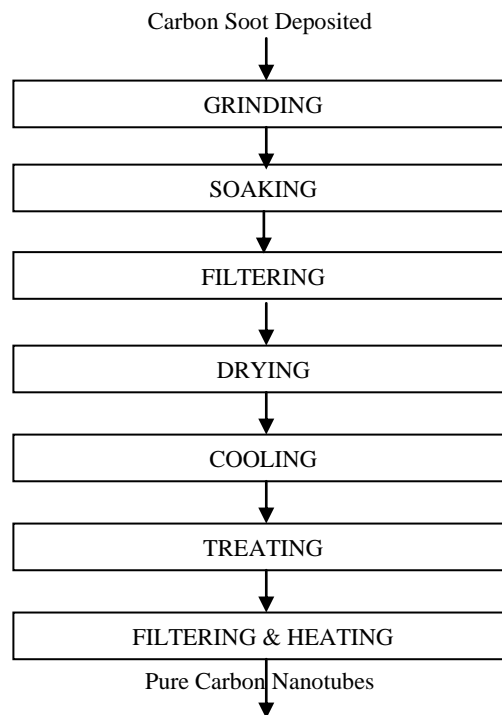 Carbon Soot Deposited
GRINDING
SOAKING
FILTERING
DRYING
COOLING
TREATING
FILTERING & HEATING
Pure Carbon Nanotubes